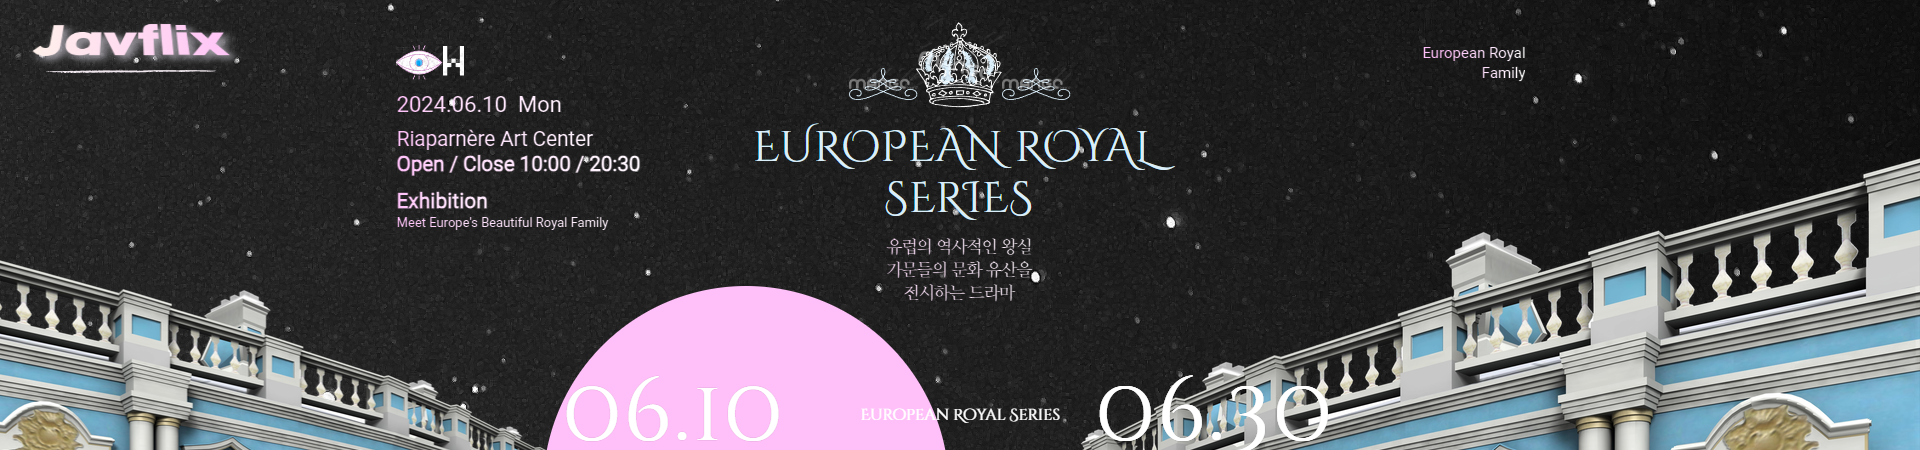 Javflix
H
2024.06.10 Mon
Riaparnère Art Center
Open / Close 10:00 / 20:30
Exhibition
Meet Europe's Beautiful Royal Family
EUROPEAN ROYAL
SERIES
유럽의 역사적인 왕실
가문들의 문화 유산을
전시하는 드라마
European Royal
Family
06.10
EUROPEAN ROYAL SERIES
06.30